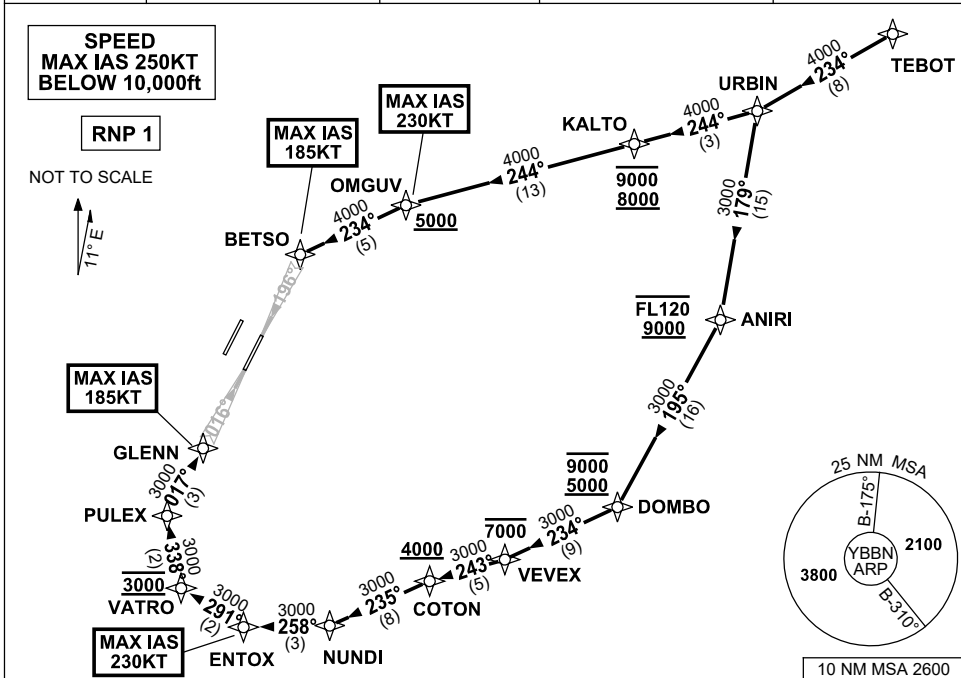 SPEED
MAX IAS 250KT
BELOW 10,000ft
RNP 1
NOT TO SCALE
11° E
TEBOT
4000
234°
(8)
URBIN
4000
244°
(3)
KALTO
9000
8000
4000
244°
(13)
MAX IAS
230KT
OMGUV
5000
4000
234°
(5)
MAX IAS
185KT
BETSO
196°
3000
179°
(15)
FL120
9000
ANIRI
3000
195°
(16)
9000
5000
DOMBO
3000
234°
(9)
7000
VEVEX
3000
243°
(5)
4000
COTON
3000
235°
(8)
NUNDI
3000
258°
(3)
MAX IAS
230KT
ENTOX
3000
291°
(2)
3000
VATRO
3000
338°
(2)
PULEX
3000
017°
(3)
MAX IAS
185KT
GLENN
016°
25 NM MSA
B-175°
YBBN
ARP
2100
3800
B-310°
10 NM MSA 2600